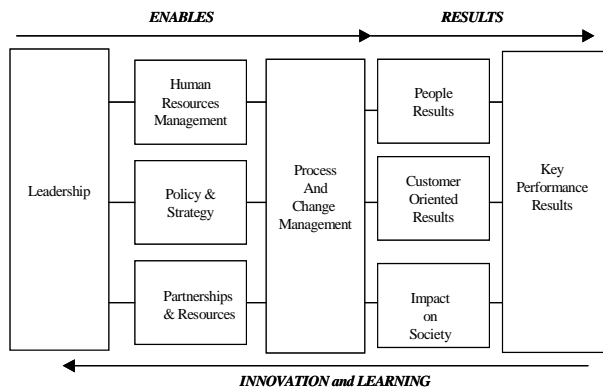 ENABLES
RESULTS
Leadership
Human
Resources
Management
Policy &
Strategy
Partnerships
& Resources
Process
And
Change
Management
People
Results
Customer
Oriented
Results
Impact
on
Society
Key
Performance
Results
INNOVATION and LEARNING